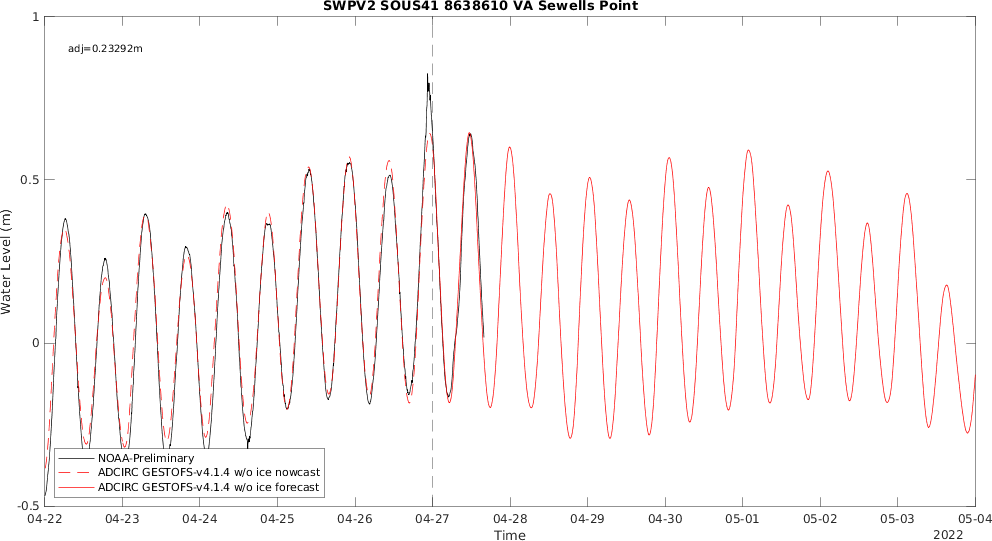 SWPV2 SOUS41 8638610 VA Sewells Point
adj=0.23292m
1
0.5
0
-0.5
Water Level (m)
NOAA-Preliminary
ADCIRC GESTOFS-v4.1.4 w/o ice nowcast
ADCIRC GESTOFS-v4.1.4 w/o ice forecast
04-22 04-23 04-24 04-25 04-26 04-27 04-28 04-29 04-30 05-01 05-02 05-03 05-04
Time
2022